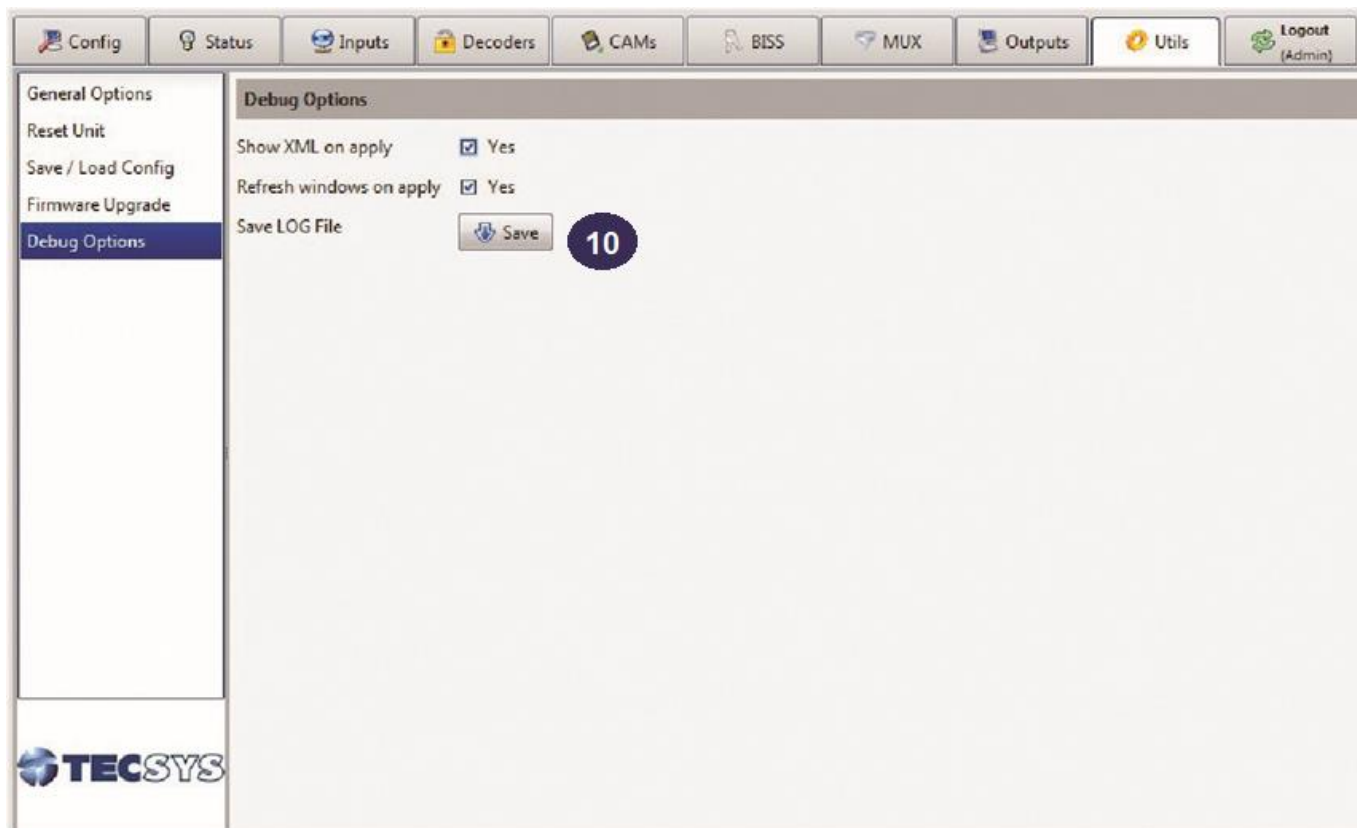 Config Status Inputs Decoders CAMs BISS MUX Outputs Utils Logout
(Admin)
General Options
Reset Unit
Save / Load Config
Firmware Upgrade
Debug Options
Debug Options
Show XML on apply Yes
Refresh windows on apply Yes
Save LOG File Save 10
TECSYS